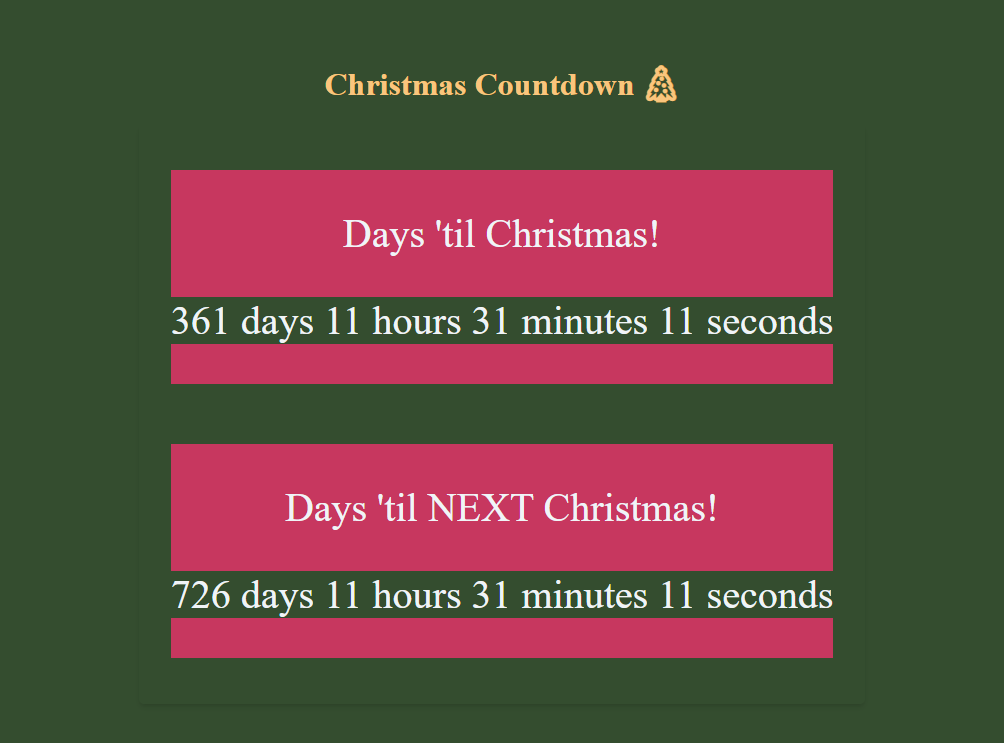 Christmas Countdown
Days 'til Christmas!
361 days 11 hours 31 minutes 11 seconds
Days 'til NEXT Christmas!
726 days 11 hours 31 minutes 11 seconds